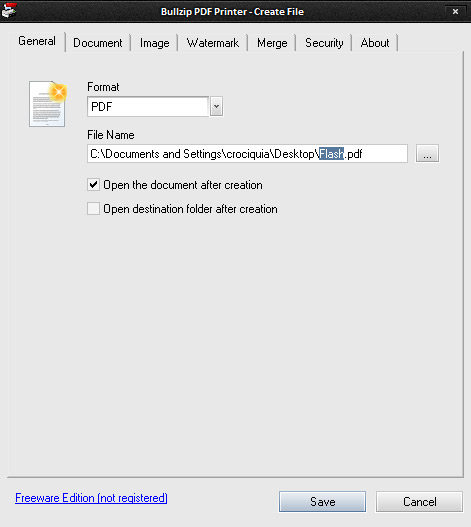 Bullzip PDF Printer - Create File
General Document Image Watermark Merge Security About
Format
PDF
File Name
C:\Documents and Settings\crociquia\Desktop\Flash.pdf ...
Open the document after creation
Open destination folder after creation
Freeware Edition (not registered) Save Cancel